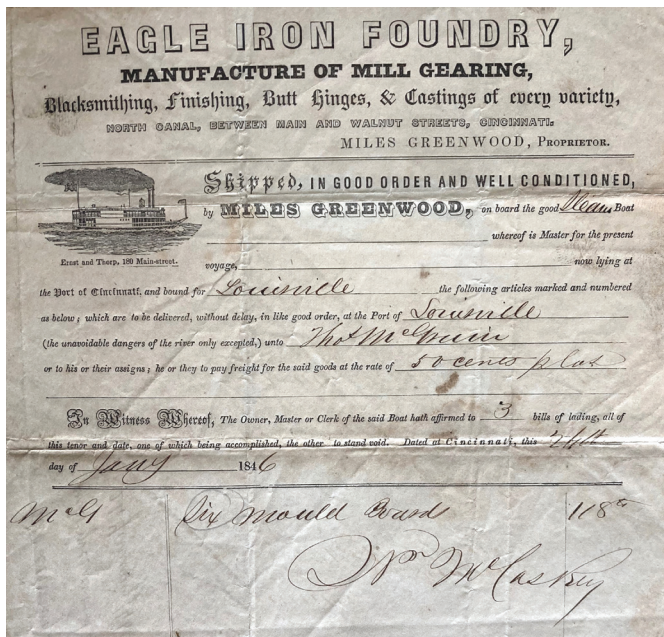 EAGLE IRON FOUNDRY,
MANUFACTURE OF MILL GEARING,
Blacksmithing, Finishing, Butt Hinges, & Castings of every variety,
NORTH CANAL, BETWEEN MAIN AND WALNUT STREETS, CINCINNATI.
MILES GREENWOOD, PROPRIETOR.
Shipped, IN GOOD ORDER AND WELL CONDITIONED,
by MILES GREENWOOD, on board the good Steam Boat
whereof is Master for the present
Ernst and Thorp, 180 Main-street.
voyage, now lying at
the Port of Cincinnati, and bound for Louisville the following articles marked and numbered
as below; which are to be delivered, without delay, in like good order, at the Port of Louisville
(the unavoidable dangers of the river only excepted,) unto Thos
or to his or their assigns; he or they to pay freight for the said goods at the rate of 50 cents p
In Witness Whereof, The Owner, Master or Clerk of the said Boat hath affirmed to 3 bills of lading, all of
this tenor and date, one of which being accomplished, the other to stand void. Dated at Cincinnati, this
day of Jany 1846
McG Six Mould Boards 118
Wm McCaskey